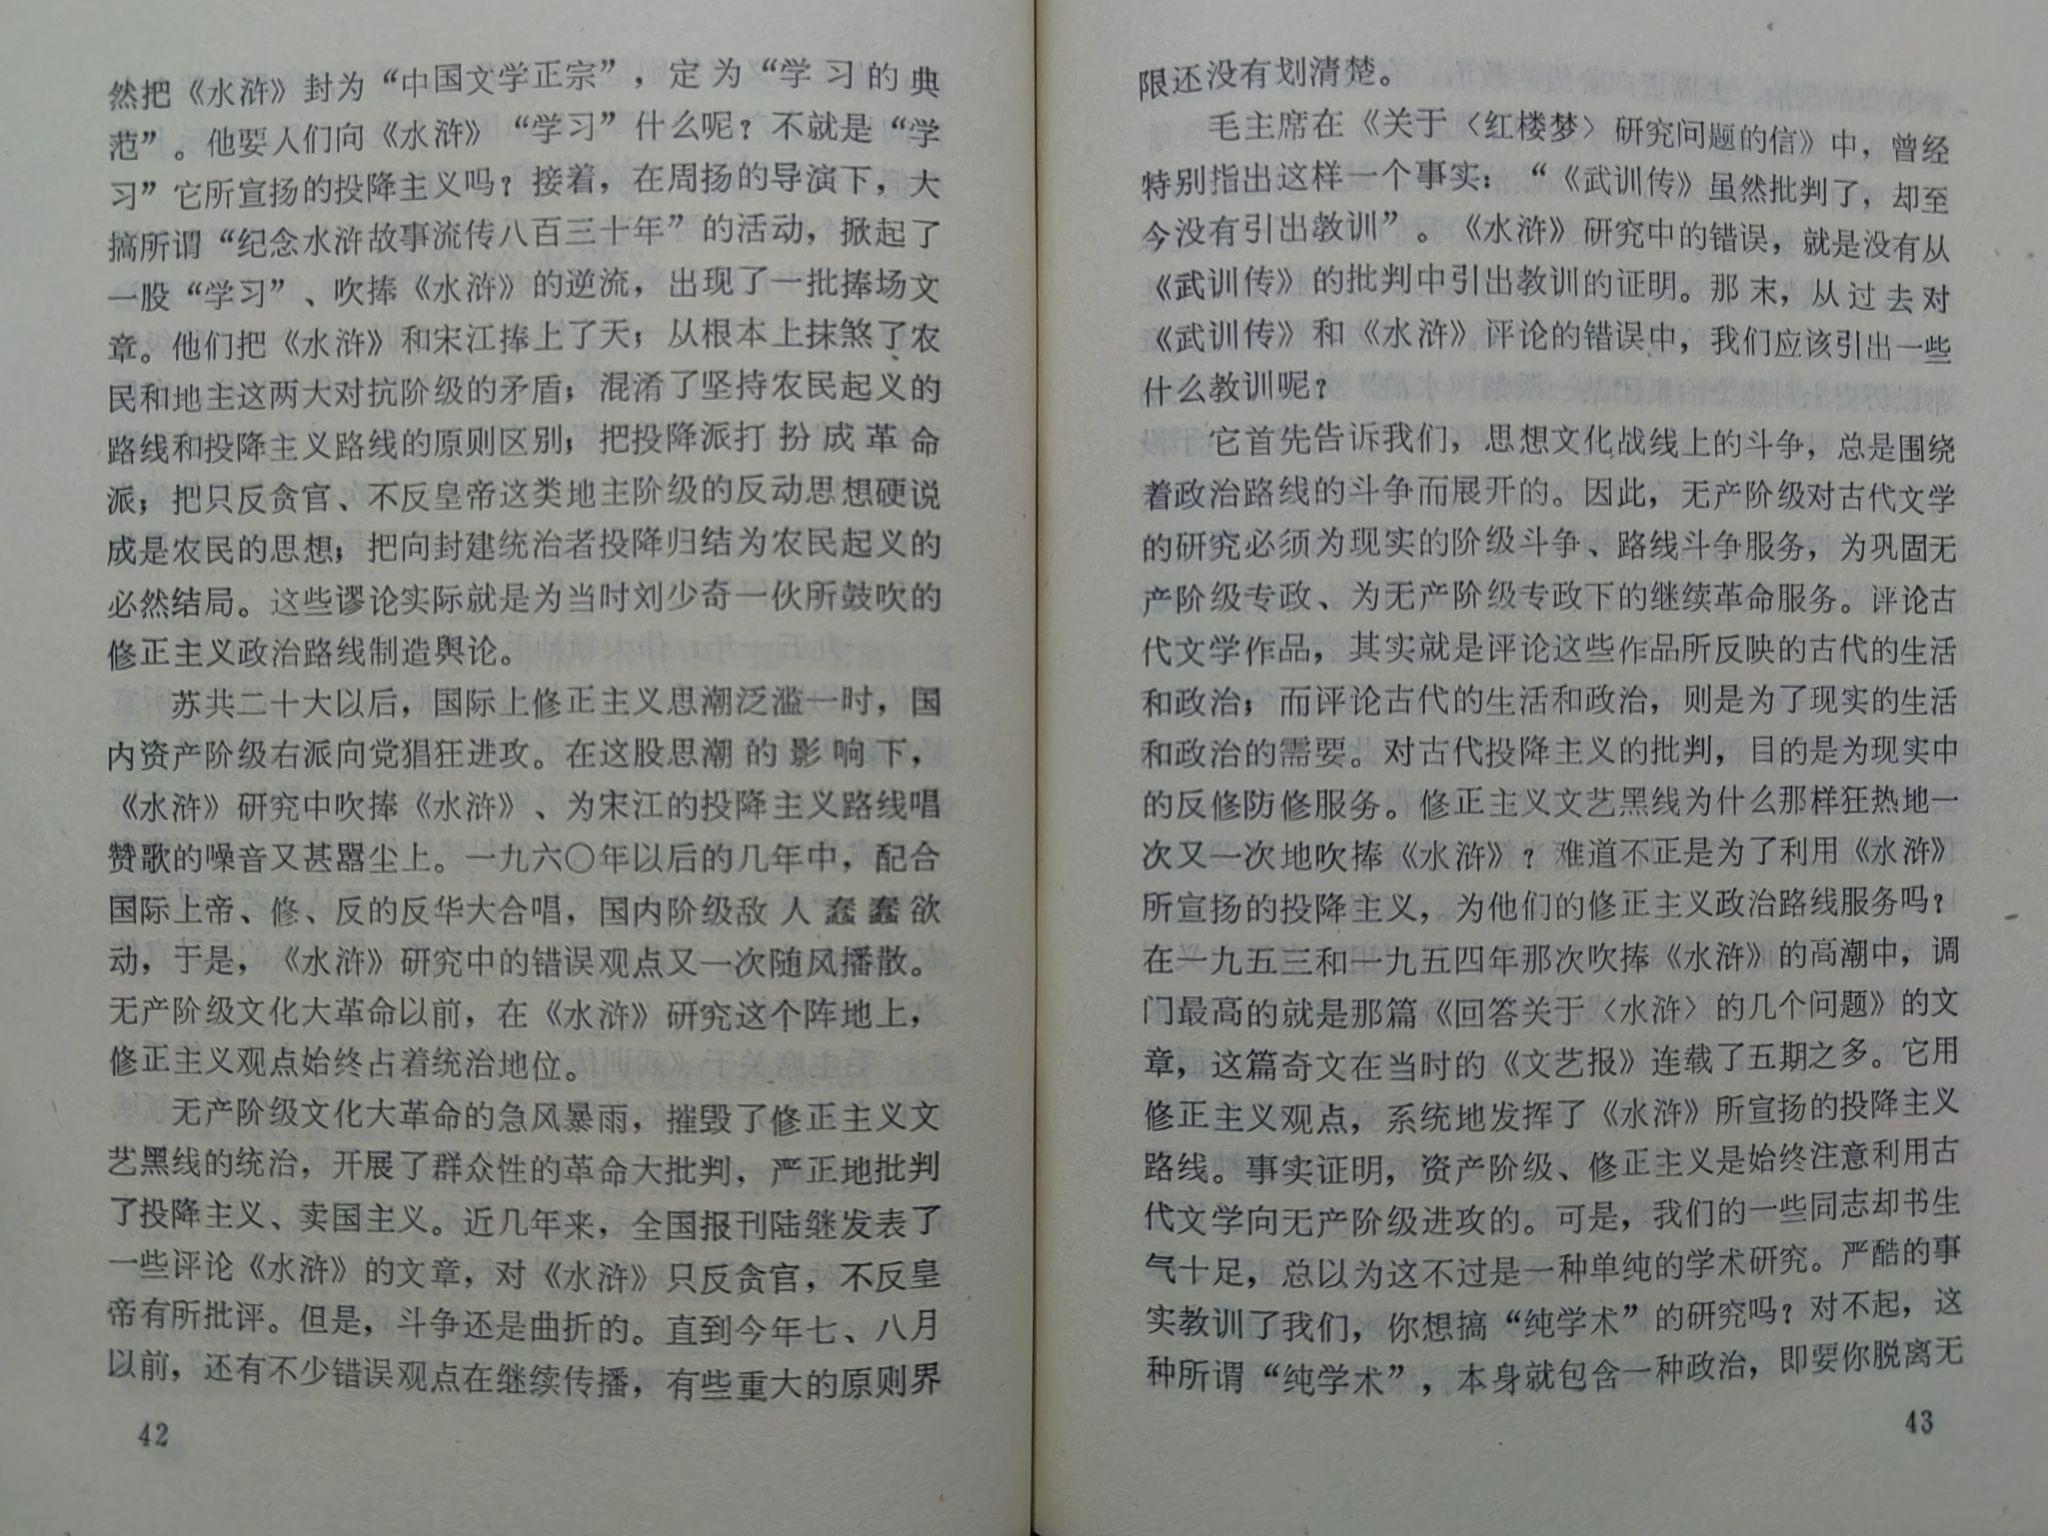 然把《水浒》封为“中国文学正宗”，定为“学习的典
范”。他要人们向《水浒》“学习”什么呢？不就是“学
习”它所宣扬的投降主义吗？接着，在周扬的导演下，大
搞所谓“纪念水浒故事流传八百三十年”的活动，掀起了
一股“学习”、吹捧《水浒》的逆流，出现了一批捧场文
章。他们把《水浒》和宋江捧上了天；从根本上抹煞了农
民和地主这两大对抗阶级的矛盾；混淆了坚持农民起义的
路线和投降主义路线的原则区别；把投降派打扮成革命
派；把只反贪官、不反皇帝这类地主阶级的反动思想硬说
成是农民的思想；把向封建统治者投降归结为农民起义的
必然结局。这些谬论实际就是为当时刘少奇一伙所鼓吹的
修正主义政治路线制造舆论。
苏共二十大以后，国际上修正主义思潮泛滥一时，国
内资产阶级右派向党猖狂进攻。在这股思潮的影响下，
《水浒》研究中吹捧《水浒》、为宋江的投降主义路线唱
赞歌的噪音又甚嚣尘上。一九六〇年以后的几年中，配合
国际上帝、修、反的反华大合唱，国内阶级敌人蠢蠢欲
动，于是，《水浒》研究中的错误观点又一次随风播散。
无产阶级文化大革命以前，在《水浒》研究这个阵地上，
修正主义观点始终占着统治地位。
无产阶级文化大革命的急风暴雨，摧毁了修正主义文
艺黑线的统治，开展了群众性的革命大批判，严正地批判
了投降主义、卖国主义。近几年来，全国报刊陆继发表了
一些评论《水浒》的文章，对《水浒》只反贪官，不反皇
帝有所批评。但是，斗争还是曲折的。直到今年七、八月
以前，还有不少错误观点在继续传播，有些重大的原则界
42
限还没有划清楚。
毛主席在《关于〈红楼梦〉研究问题的信》中，曾经
特别指出这样一个事实：“《武训传》虽然批判了，却至
今没有引出教训”。《水浒》研究中的错误，就是没有从
《武训传》的批判中引出教训的证明。那末，从过去对
《武训传》和《水浒》评论的错误中，我们应该引出一些
什么教训呢？
它首先告诉我们，思想文化战线上的斗争，总是围绕
着政治路线的斗争而展开的。因此，无产阶级对古代文学
的研究必须为现实的阶级斗争、路线斗争服务，为巩固无
产阶级专政、为无产阶级专政下的继续革命服务。评论古
代文学作品，其实就是评论这些作品所反映的古代的生活
和政治；而评论古代的生活和政治，则是为了现实的生活
和政治的需要。对古代投降主义的批判，目的是为现实中
的反修防修服务。修正主义文艺黑线为什么那样狂热地一
次又一次地吹捧《水浒》？难道不正是为了利用《水浒》
所宣扬的投降主义，为他们的修正主义政治路线服务吗？
在一九五三和一九五四年那次吹捧《水浒》的高潮中，调
门最高的就是那篇《回答关于〈水浒〉的几个问题》的文
章，这篇奇文在当时的《文艺报》连载了五期之多。它用
修正主义观点，系统地发挥了《水浒》所宣扬的投降主义
路线。事实证明，资产阶级、修正主义是始终注意利用古
代文学向无产阶级进攻的。可是，我们的一些同志却书生
气十足，总以为这不过是一种单纯的学术研究。严酷的事
实教训了我们，你想搞“纯学术”的研究吗？对不起，这
种所谓“纯学术”，本身就包含一种政治，即要你脱离无
43